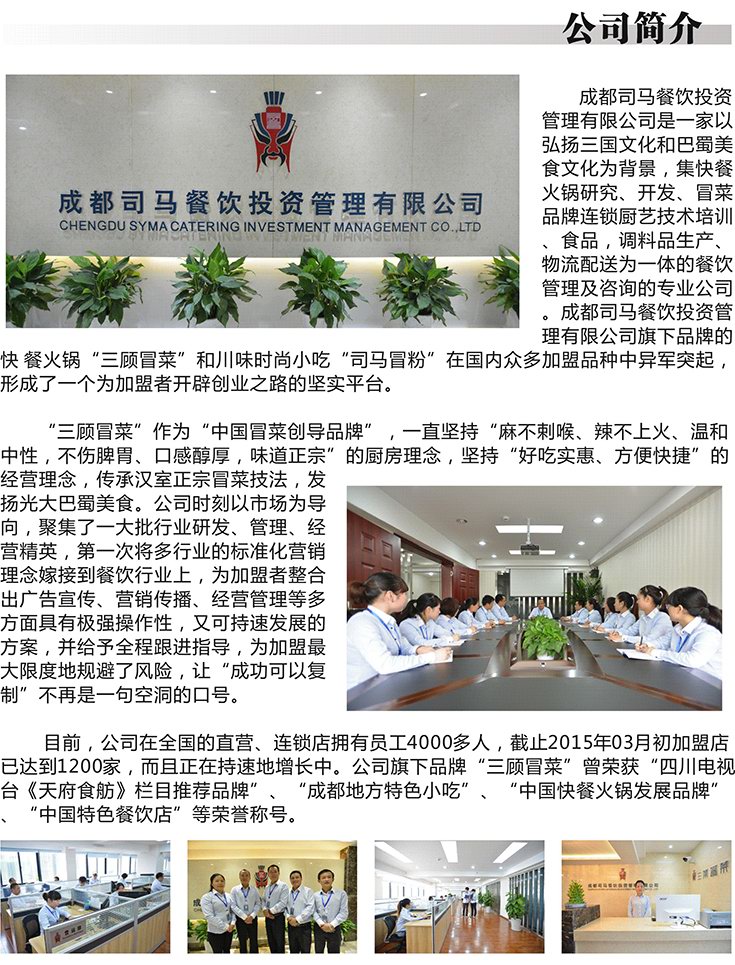 公司简介
成都司马餐饮投资管理有限公司
CHENGDU SYMA CATERING INVESTMENT MANAGEMENT CO.,LTD
成都司马餐饮投资
管理有限公司是一家以
弘扬三国文化和巴蜀美
食文化为背景，集快餐
火锅研究、开发、冒菜
品牌连锁厨艺技术培训
、食品，调料品生产、
物流配送为一体的餐饮
管理及咨询的专业公司
。成都司马餐饮投资管
理有限公司旗下品牌的
快 餐火锅“三顾冒菜”和川味时尚小吃“司马冒粉”在国内众多加盟品种中异军突起，
形成了一个为加盟者开辟创业之路的坚实平台。
“三顾冒菜”作为“中国冒菜创导品牌”，一直坚持“麻不剌喉、辣不上火、温和
中性，不伤脾胃、口感醇厚，味道正宗”的厨房理念，坚持“好吃实惠、方便快捷”的
经营理念，传承汉室正宗冒菜技法，发
扬光大巴蜀美食。公司时刻以市场为导
向，聚集了一大批行业研发、管理、经
营精英，第一次将多行业的标准化营销
理念嫁接到餐饮行业上，为加盟者整合
出广告宣传、营销传播、经营管理等多
方面具有极强操作性，又可持速发展的
方案，并给予全程跟进指导，为加盟最
大限度地规避了风险，让“成功可以复
制”不再是一句空洞的口号。
目前，公司在全国的直营、连锁店拥有员工4000多人，截止2015年03月初加盟店
已达到1200家，而且正在持速地增长中。公司旗下品牌“三顾冒菜”曾荣获“四川电视
台《天府食舫》栏目推荐品牌”、“成都地方特色小吃”、“中国快餐火锅发展品牌”
、“中国特色餐饮店”等荣誉称号。
成都司马餐饮投资管理有限公司